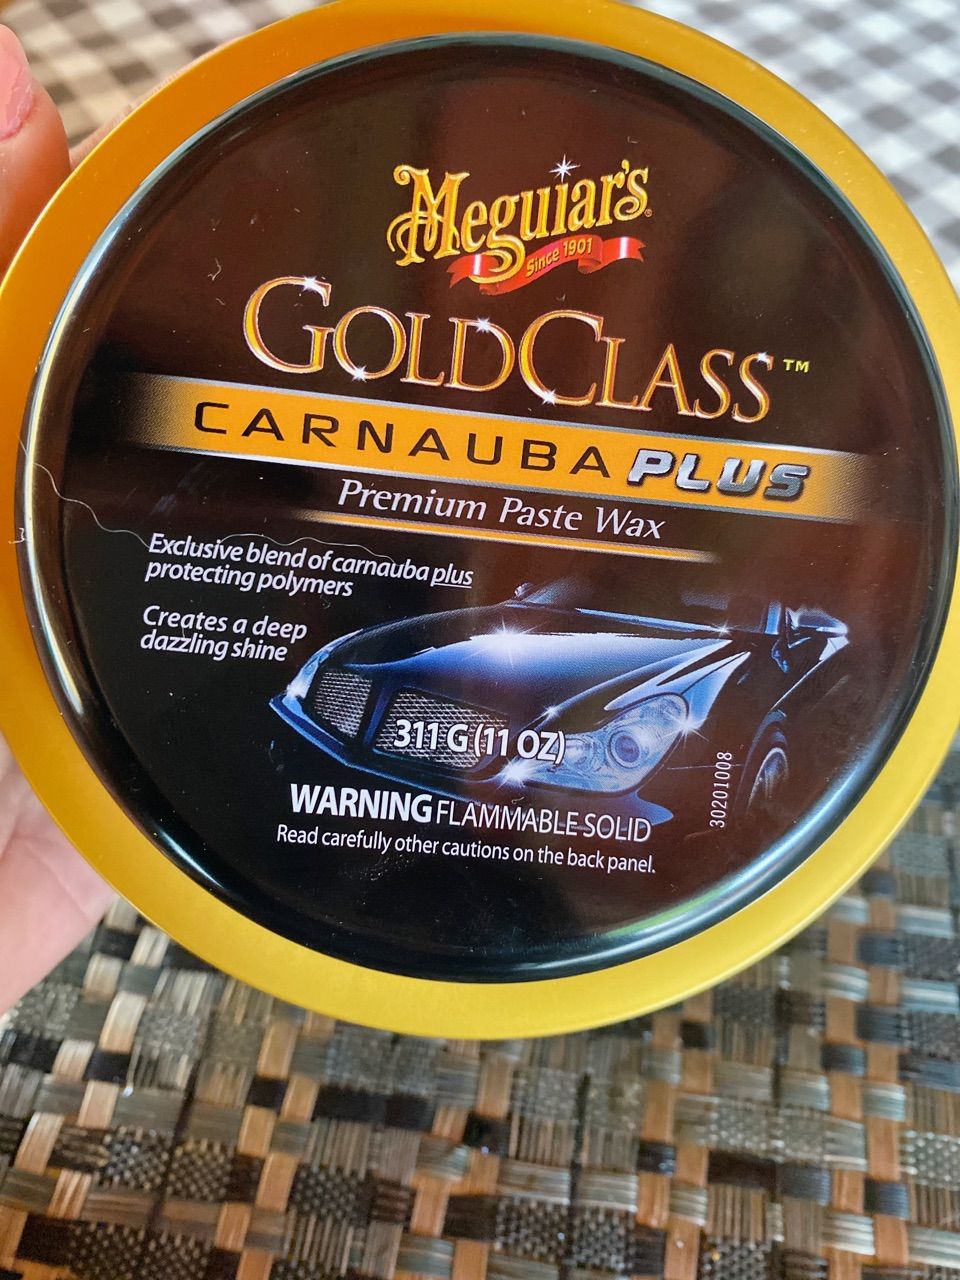 Meguiar's
Since 1901
GOLDCLASS™
CARNAUBA PLUS
Premium Paste Wax
Exclusive blend of carnauba plus
protecting polymers
Creates a deep
dazzling shine
311 G (11 OZ)
WARNING FLAMMABLE SOLID
Read carefully other cautions on the back panel.
30201008